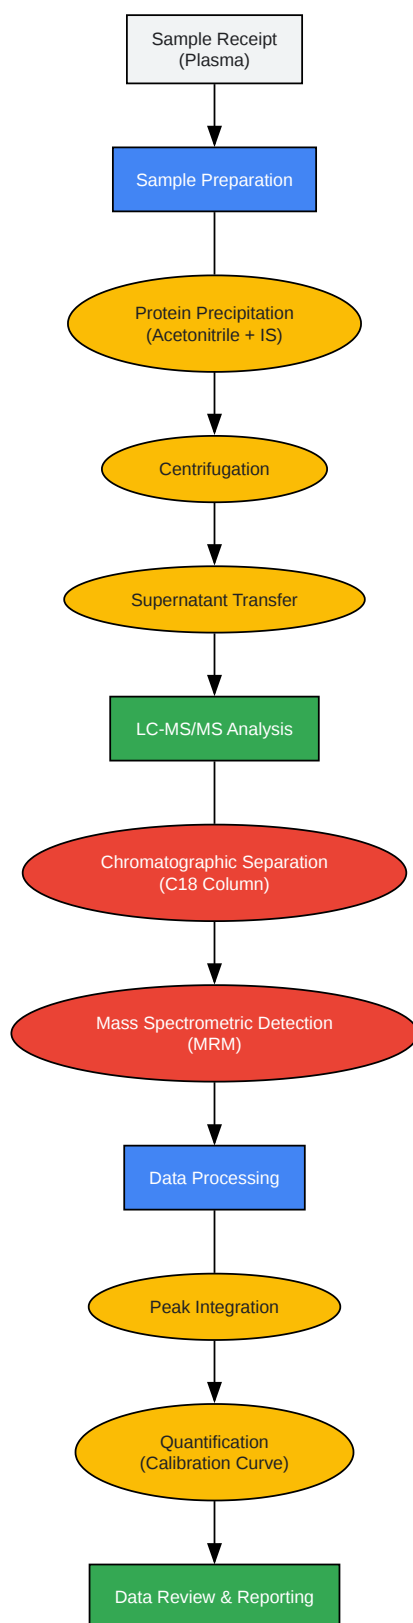 Sample Receipt
(Plasma)
Sample Preparation
Protein Precipitation
(Acetonitrile + IS)
Centrifugation
Supernatant Transfer
LC-MS/MS Analysis
Chromatographic Separation
(C18 Column)
Mass Spectrometric Detection
(MRM)
Data Processing
Peak Integration
Quantification
(Calibration Curve)
Data Review & Reporting